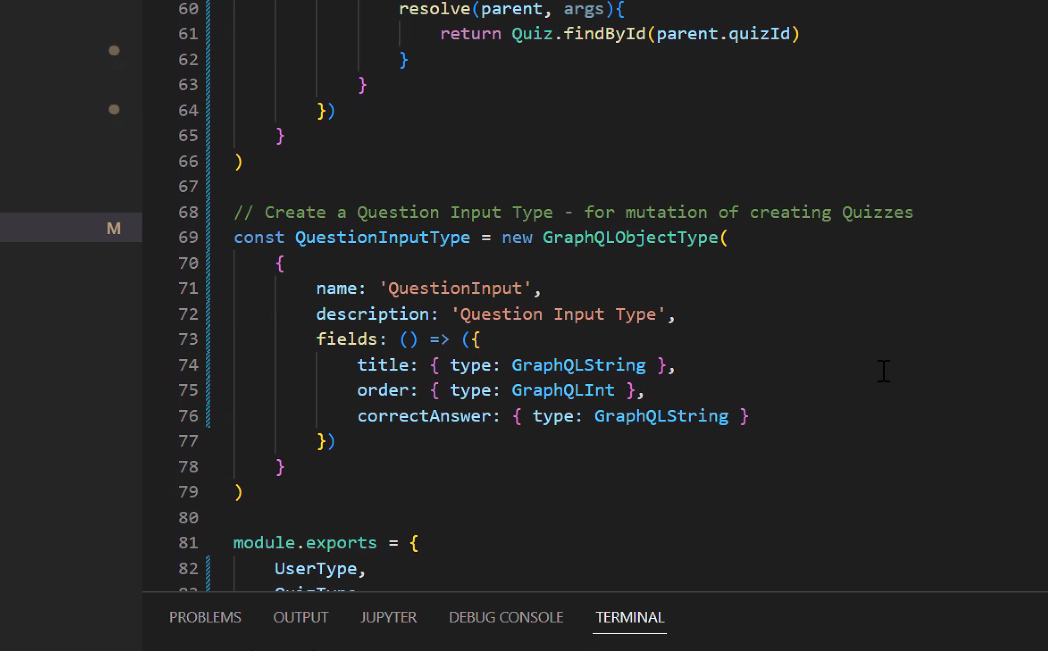 60 resolve(parent, args){
61 return Quiz.findById(parent.quizId)
62 }
63 }
64 })
65 }
66 )
67
68 // Create a Question Input Type - for mutation of creating Quizzes
69 const QuestionInputType = new GraphQLObjectType(
70 {
71 name: 'QuestionInput',
72 description: 'Question Input Type',
73 fields: () => ({
74 title: { type: GraphQLString },
75 order: { type: GraphQLInt },
M
76 correctAnswer: { type: GraphQLString }
77 })
78 }
79 )
80
81 module.exports = {
82 UserType,
PROBLEMS OUTPUT JUPYTER DEBUG CONSOLE TERMINAL